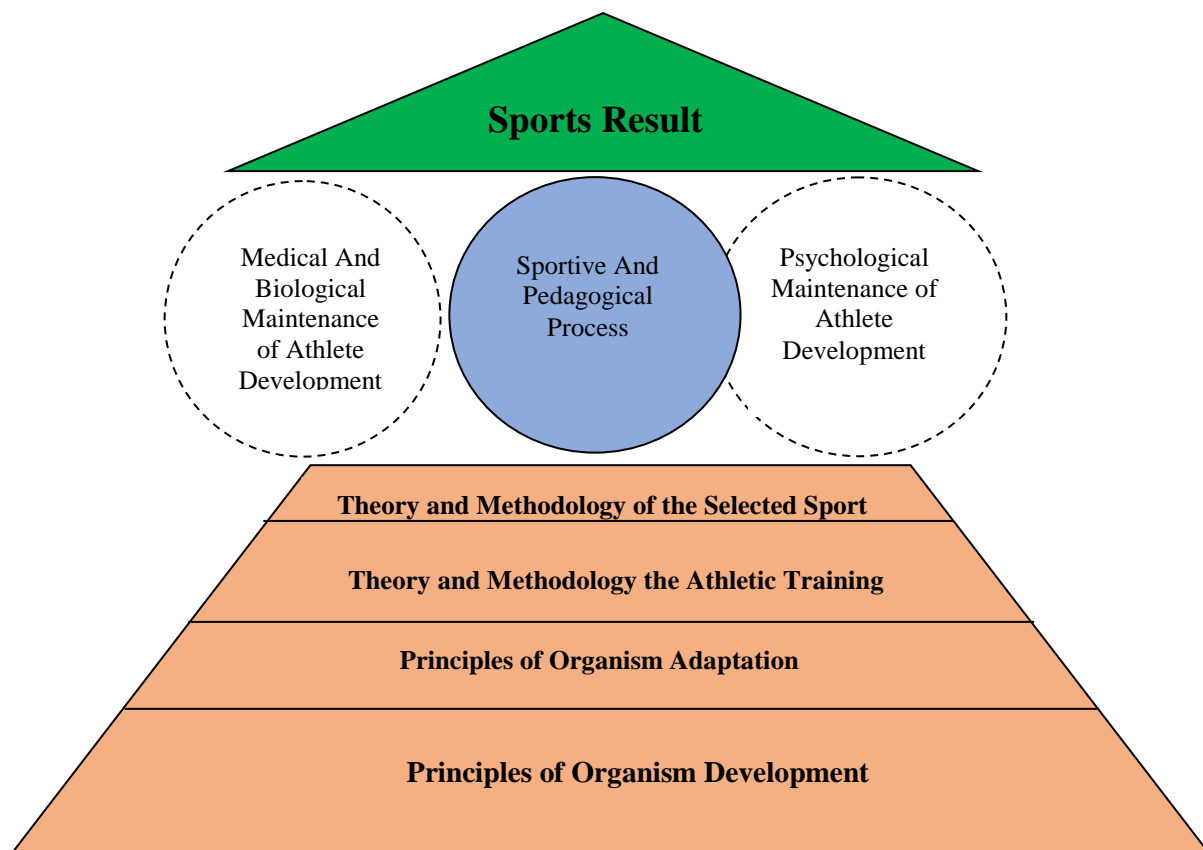 Sports Result
Medical And
Biological
Maintenance
of Athlete
Development
Sportive And
Pedagogical
Process
Psychological
Maintenance of
Athlete
Development
Theory and Methodology of the Selected Sport
Theory and Methodology the Athletic Training
Principles of Organism Adaptation
Principles of Organism Development